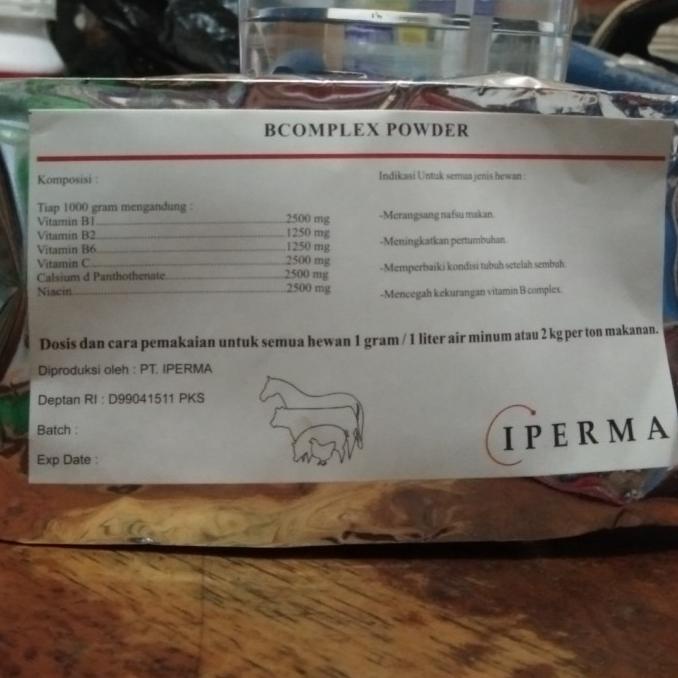 BCOMPLEX POWDER
Komposisi :
Tiap 1000 gram mengandung :
Vitamin B1 2500 mg
Vitamin B2 1250 mg
Vitamin B6 1250 mg
Vitamin C 2500 mg
Calsium d Panthothenate 2500 mg
Niacin 2500 mg
Indikasi Untuk semua jenis hewan :
-Merangsang nafsu makan.
-Meningkatkan pertumbuhan.
-Memperbaiki kondisi tubuh setelah sembuh.
-Mencegah kekurangan vitamin B complex.
Dosis dan cara pemakaian untuk semua hewan 1 gram / 1 liter air minum atau 2 kg per ton makanan.
Diproduksi oleh : PT. IPERMA
Deptan RI : D99041511 PKS
Batch :
Exp Date :
IPERMA